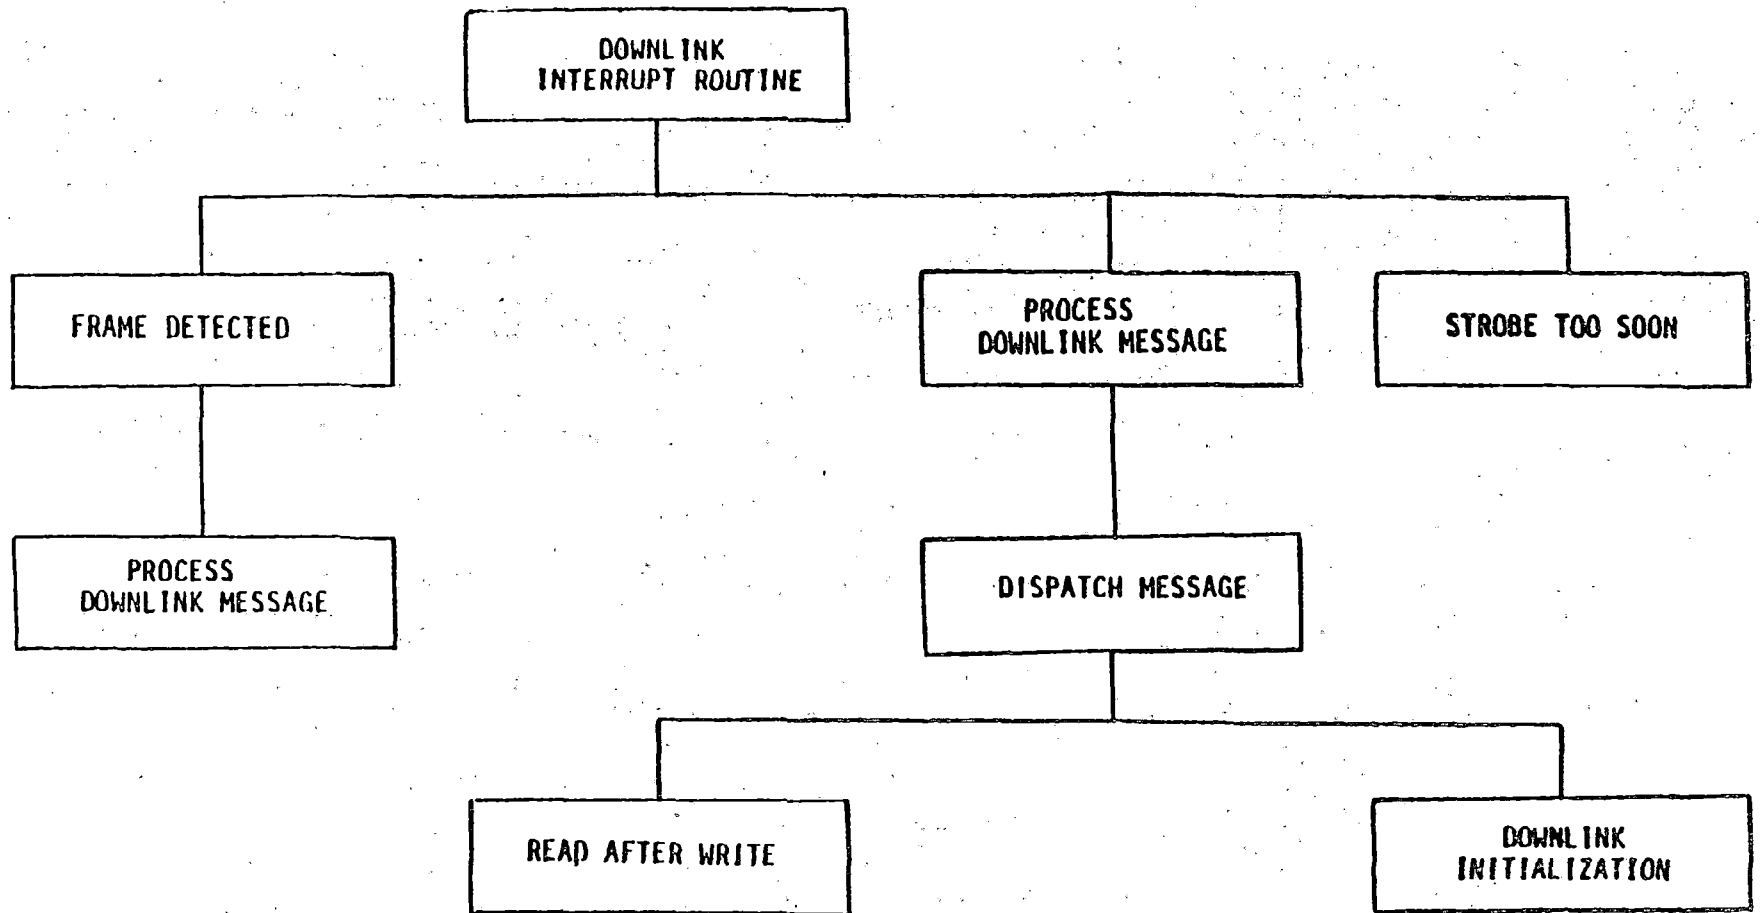 DOWNLINK
INTERRUPT ROUTINE
FRAME DETECTED
PROCESS
DOWNLINK MESSAGE
STROBE TOO SOON
PROCESS
DOWNLINK MESSAGE
DISPATCH MESSAGE
READ AFTER WRITE
DOWNLINK
INITIALIZATION